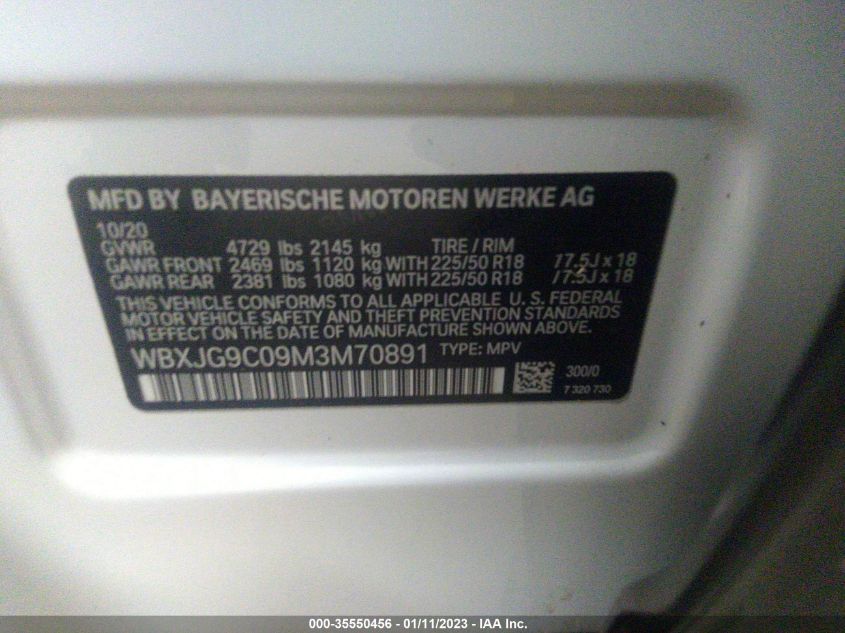 MFD BY BAYERISCHE MOTOREN WERKE AG
10/20
GVWR 4729 lbs 2145 kg TIRE / RIM
GAWR FRONT 2469 lbs 1120 kg WITH 225/50 R18 /7.5J x 18
GAWR REAR 2381 lbs 1080 kg WITH 225/50 R18 /7.5J x 18
THIS VEHICLE CONFORMS TO ALL APPLICABLE U. S. FEDERAL
MOTOR VEHICLE SAFETY AND THEFT PREVENTION STANDARDS
IN EFFECT ON THE DATE OF MANUFACTURE SHOWN ABOVE.
WBXJG9C09M3M70891 TYPE: MPV
300/0
7 320 730
000-35550456 - 01/11/2023 - IAA Inc.